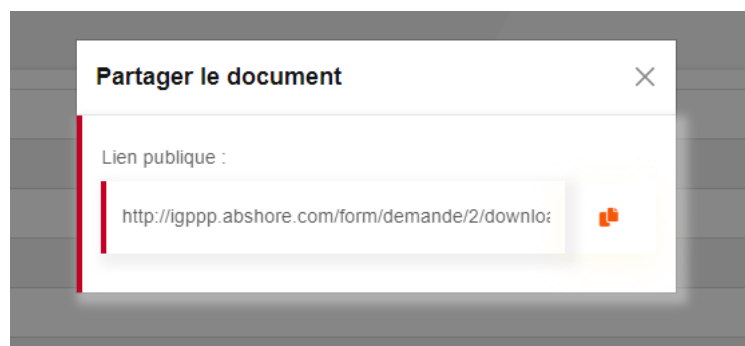 Partager le document
Lien publique :
http://igppp.abshore.com/form/demande/2/downloa